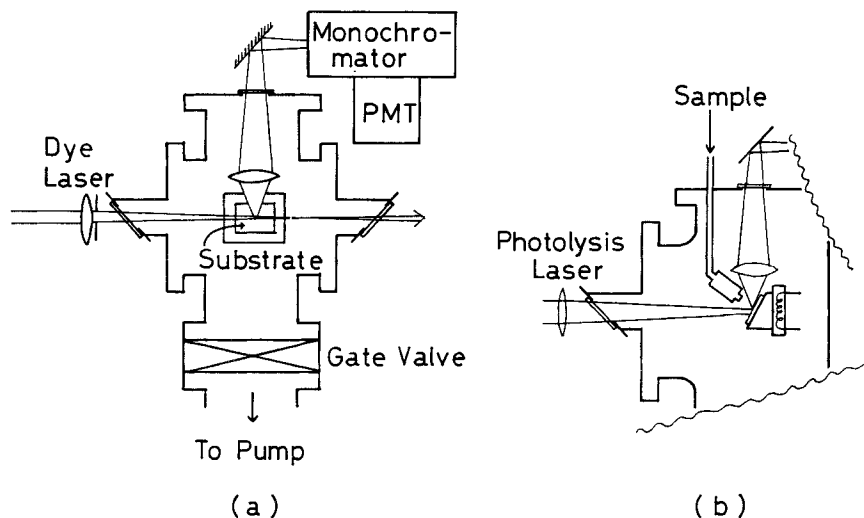 Monochro-
mator
PMT
Dye
Laser
Substrate
Gate Valve
To Pump
(a)
Sample
Photolysis
Laser
(b)